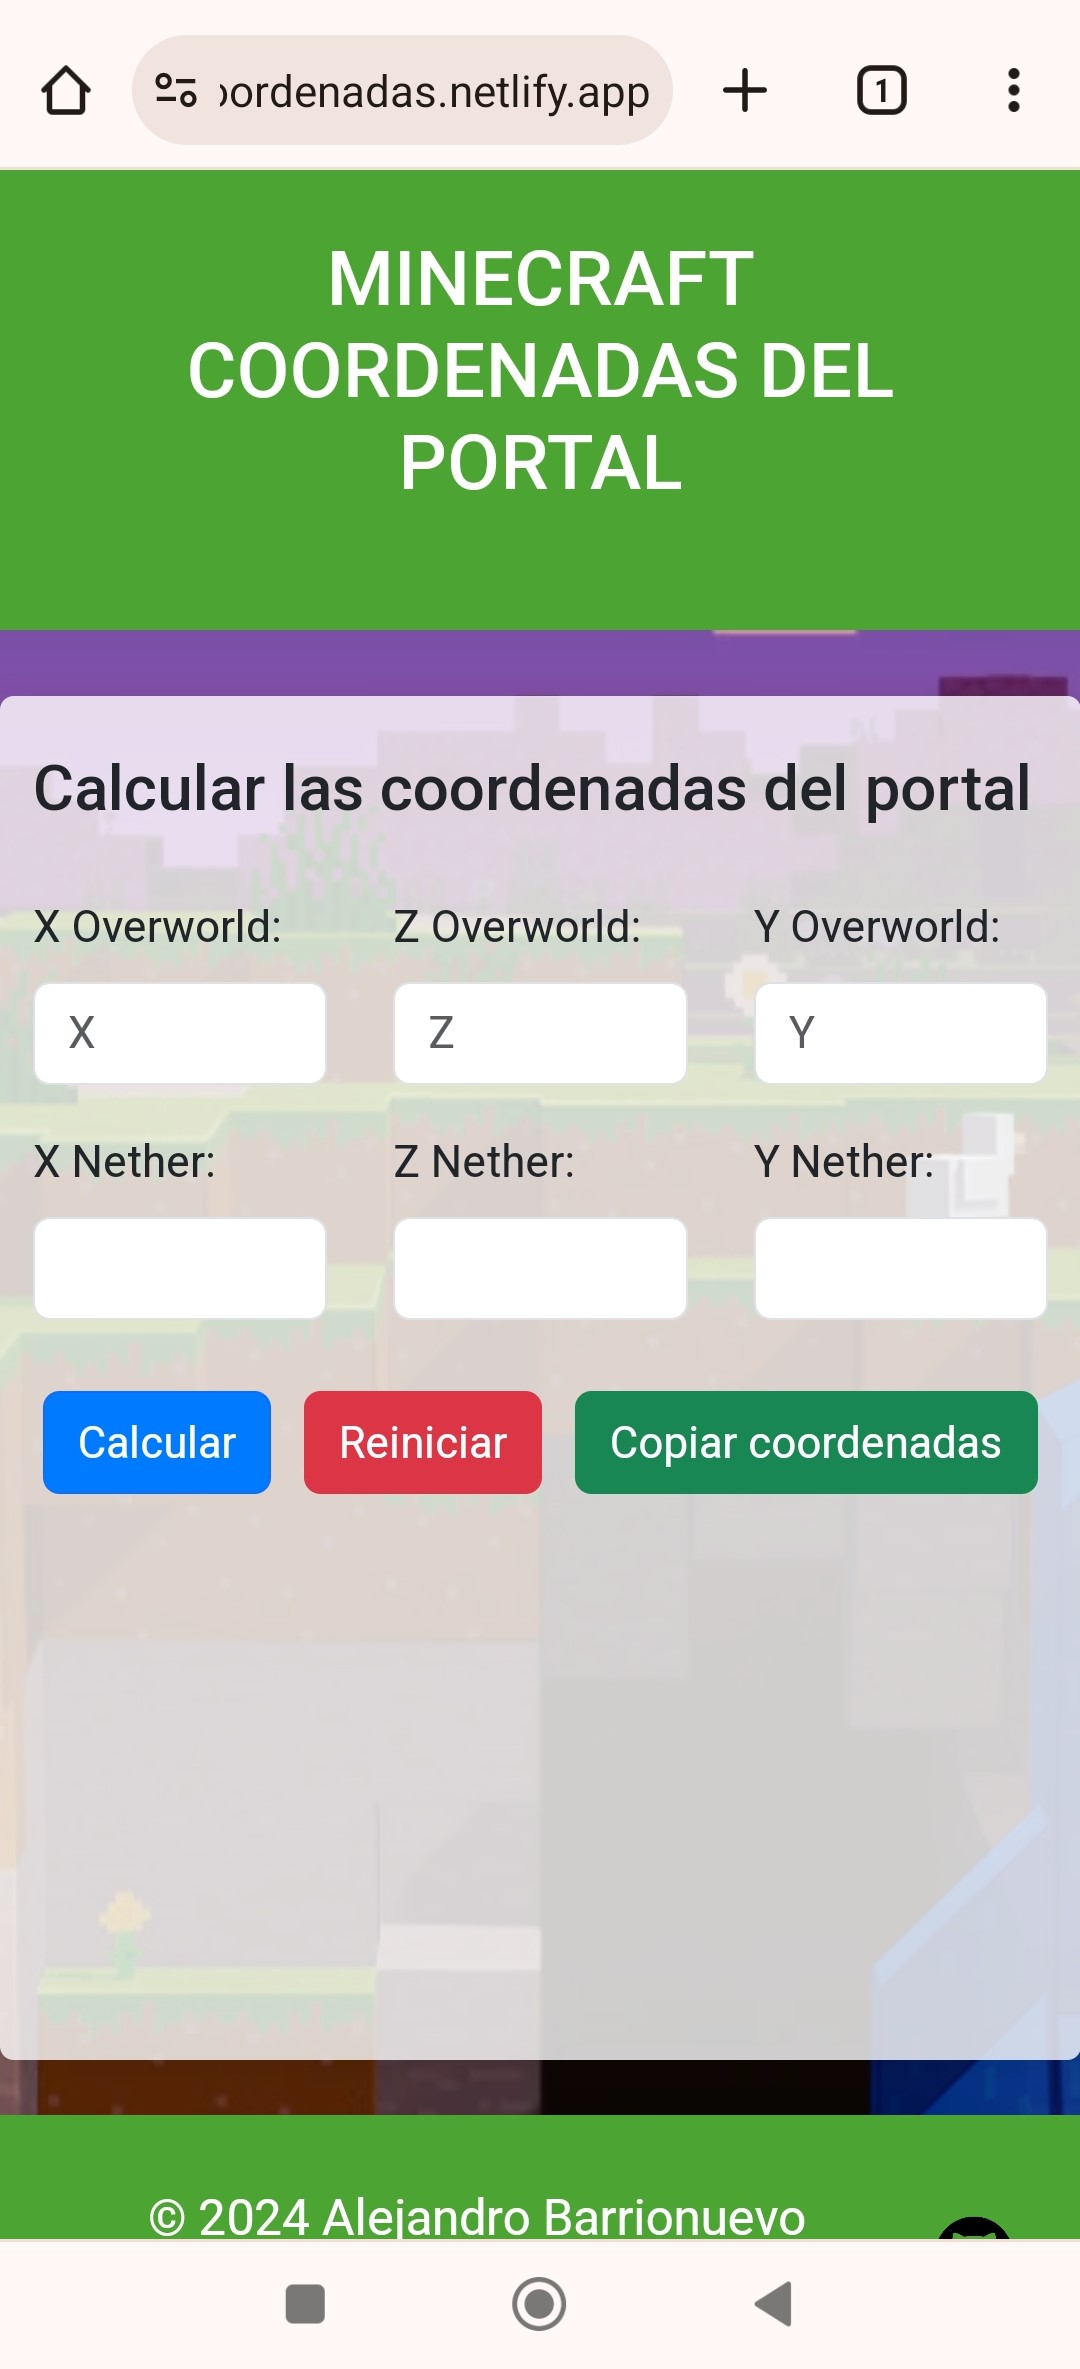 ordenadas.netlify.app
1
MINECRAFT
COORDENADAS DEL
PORTAL
Calcular las coordenadas del portal
X Overworld: Z Overworld: Y Overworld:
X Z Y
X Nether: Z Nether: Y Nether:
Calcular Reiniciar Copiar coordenadas
© 2024 Alejandro Barrionuevo